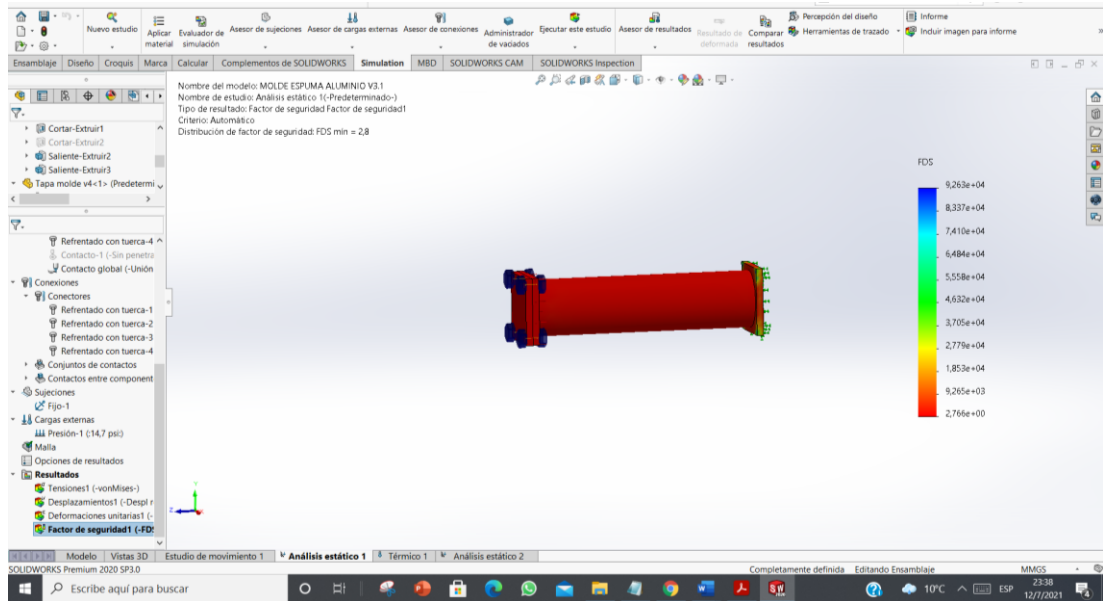 Nuevo estudio
Aplicar material
Evaluador de simulación
Asesor de sujeciones
Asesor de cargas externas
Asesor de conexiones
Administrador de vaciados
Ejecutar este estudio
Asesor de resultados
Resultado de deformada
Comparar resultados
Percepción del diseño
Herramientas de trazado
Informe
Incluir imagen para informe
Ensamblaje Diseño Croquis Marca Calcular Complementos de SOLIDWORKS Simulation MBD SOLIDWORKS CAM SOLIDWORKS Inspection
Nombre del modelo: MOLDE ESPUMA ALUMINIO V3.1
Nombre de estudio: Análisis estático 1(-Predeterminado-)
Tipo de resultado: Factor de seguridad Factor de seguridad1
Criterio: Automático
Distribución de factor de seguridad: FDS mín = 2,8
Cortar-Extruir1
Cortar-Extruir2
Saliente-Extruir2
Saliente-Extruir3
Tapa molde v4<1> (Predetermi
Refrentado con tuerca-4
Contacto-1 (-Sin penetra
Contacto global (-Unión
Conexiones
Conectores
Refrentado con tuerca-1
Refrentado con tuerca-2
Refrentado con tuerca-3
Refrentado con tuerca-4
Conjuntos de contactos
Contactos entre component
Sujeciones
Fijo-1
Cargas externas
Presión-1 (:14,7 psi:)
Malla
Opciones de resultados
Resultados
Tensiones1 (-vonMises-)
Desplazamientos1 (-Despl r
Deformaciones unitarias1 (-
Factor de seguridad1 (-FDS
FDS
9,263e+04
8,337e+04
7,410e+04
6,484e+04
5,558e+04
4,632e+04
3,705e+04
2,779e+04
1,853e+04
9,265e+03
2,766e+00
Y
Z
Modelo Vistas 3D Estudio de movimiento 1 Análisis estático 1 Térmico 1 Análisis estático 2
SOLIDWORKS Premium 2020 SP3.0
Completamente definida Editando Ensamblaje MMGS
Escribe aquí para buscar
10°C ESP 23:38
12/7/2021